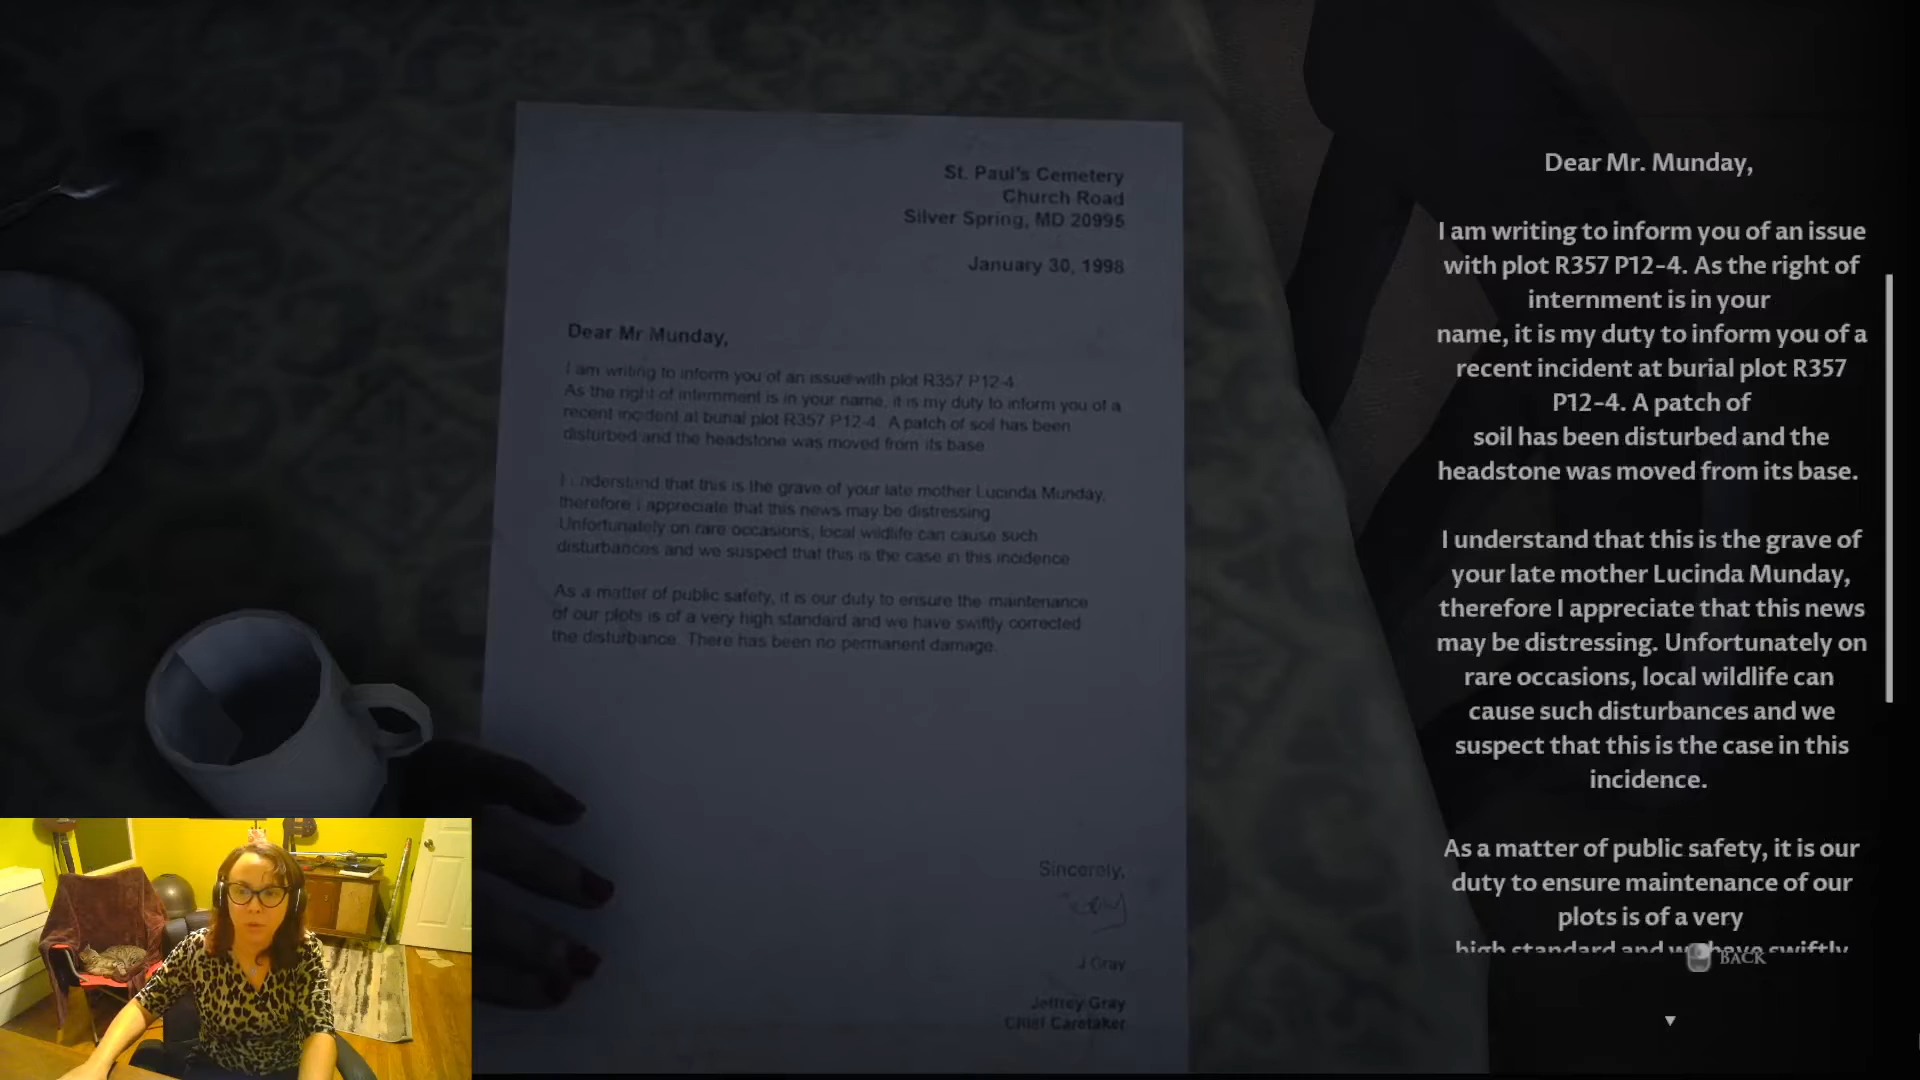 St. Paul's Cemetery
Church Road
Silver Spring, MD 20995
January 30, 1998
Dear Mr Munday,
I am writing to inform you of an issue with plot R357 P12-4.
As the right of internment is in your name, it is my duty to inform you of a
recent incident at burial plot R357 P12-4. A patch of soil has been
disturbed and the headstone was moved from its base
I understand that this is the grave of your late mother Lucinda Munday,
therefore I appreciate that this news may be distressing
Unfortunately on rare occasions, local wildlife can cause such
disturbances and we suspect that this is the case in this incidence
As a matter of public safety, it is our duty to ensure the maintenance
of our plots is of a very high standard and we have swiftly corrected
the disturbance. There has been no permanent damage.
Sincerely,
J Gray
Jeffrey Gray
Chief Caretaker
Dear Mr. Munday,
I am writing to inform you of an issue
with plot R357 P12-4. As the right of
internment is in your
name, it is my duty to inform you of a
recent incident at burial plot R357
P12-4. A patch of
soil has been disturbed and the
headstone was moved from its base.
I understand that this is the grave of
your late mother Lucinda Munday,
therefore I appreciate that this news
may be distressing. Unfortunately on
rare occasions, local wildlife can
cause such disturbances and we
suspect that this is the case in this
incidence.
As a matter of public safety, it is our
duty to ensure maintenance of our
plots is of a very
high standard and we have swiftly
BACK